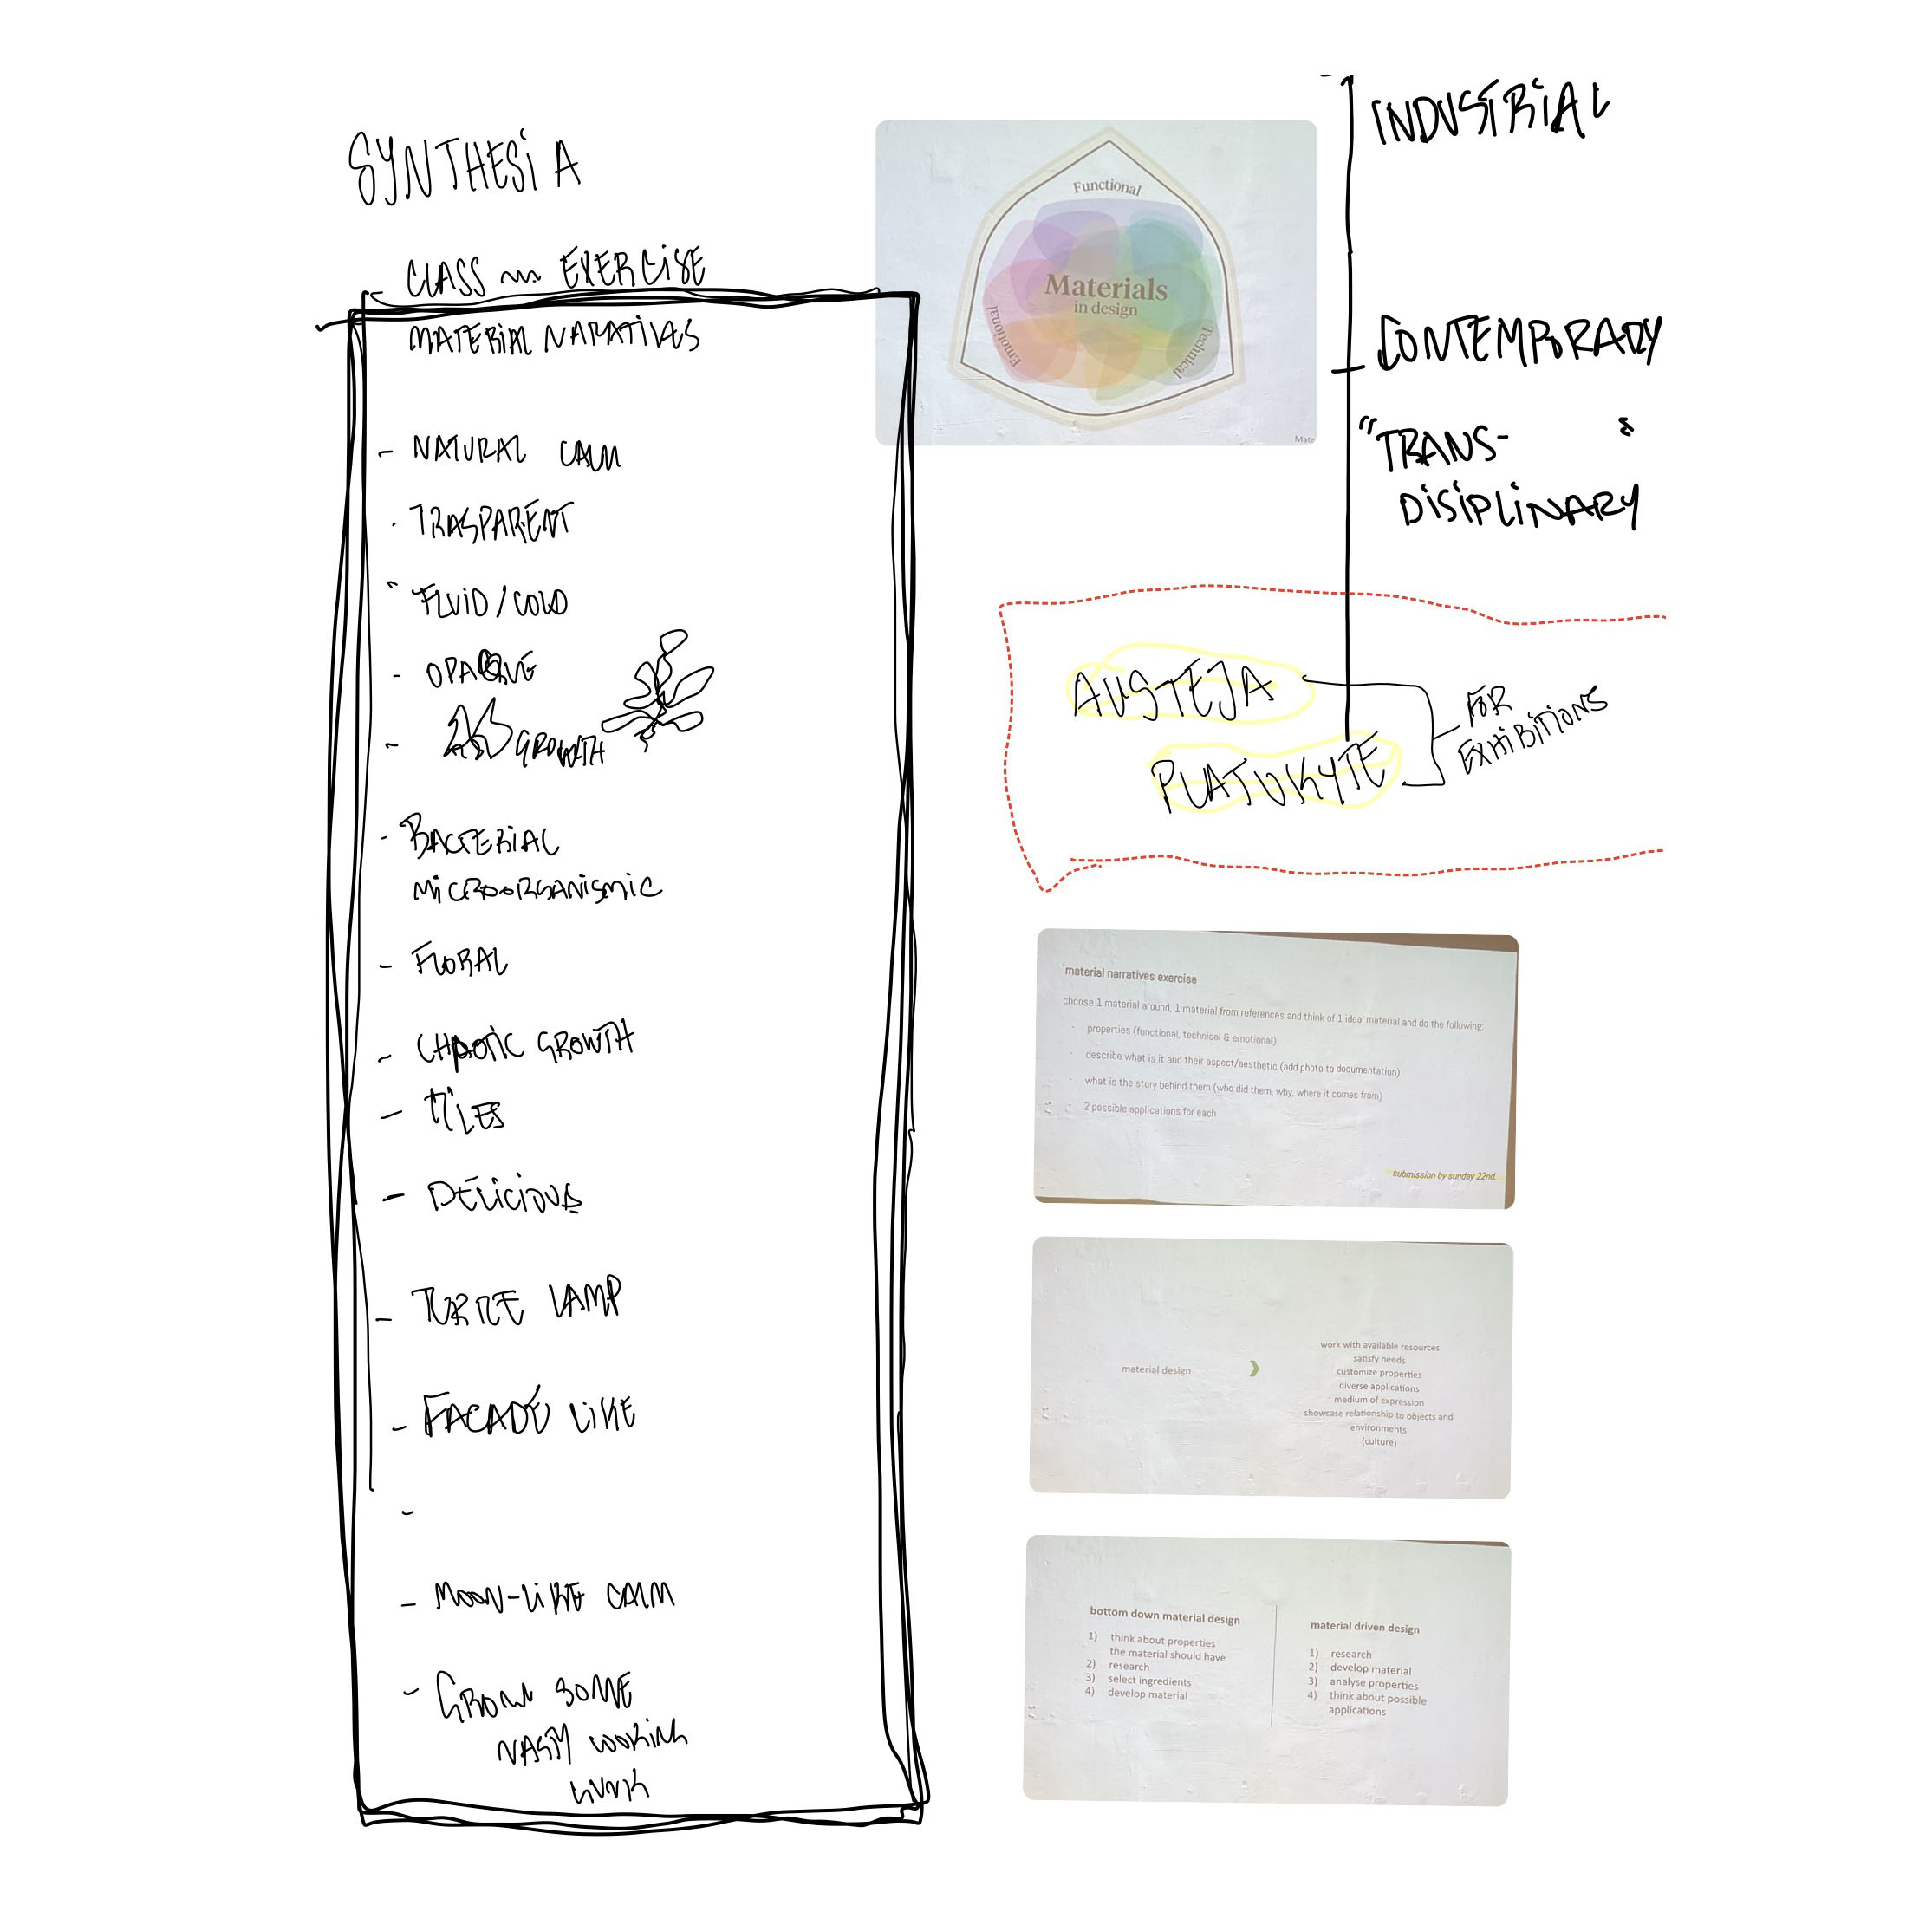 SYNTHESiA
CLASS EXERCISE
MATERIAL NARATIVES
- NATURAL CALM
- TRASPARENT
- FLUiD / COLD
- OPAQUE
- GROWTH
- BACTERiAL
MiCROORGANiSMiC
- FLORAL
- CHAOTIC GROWTH
- TiLES
- DELiCiOUS
- TURTLE LAMP
- FACADE LiKE
-
- MOON-LiKE CALM
- GROW SOME
NASTY LOOKING
Functional
Materials
in design
Emotional
Technical
Mate
INDUSTRiAL
CONTEMPORARY
"TRANS- "
DISIPLINARY
AUSTEJA
PLATUKYTE
FOR
EXHiBiTiONS
material narratives exercise
choose 1 material around, 1 material from references and think of 1 ideal material and do the following:
- properties (functional, technical & emotional)
- describe what is it and their aspect/aesthetic (add photo to documentation)
- what is the story behind them (who did them, why, where it comes from)
- 2 possible applications for each
submission by sunday 22nd.
material design
work with available resources
satisfy needs
customize properties
diverse applications
medium of expression
showcase relationship to objects and
environments
(culture)
bottom down material design
1) think about properties
the material should have
2) research
3) select ingredients
4) develop material
material driven design
1) research
2) develop material
3) analyse properties
4) think about possible
applications